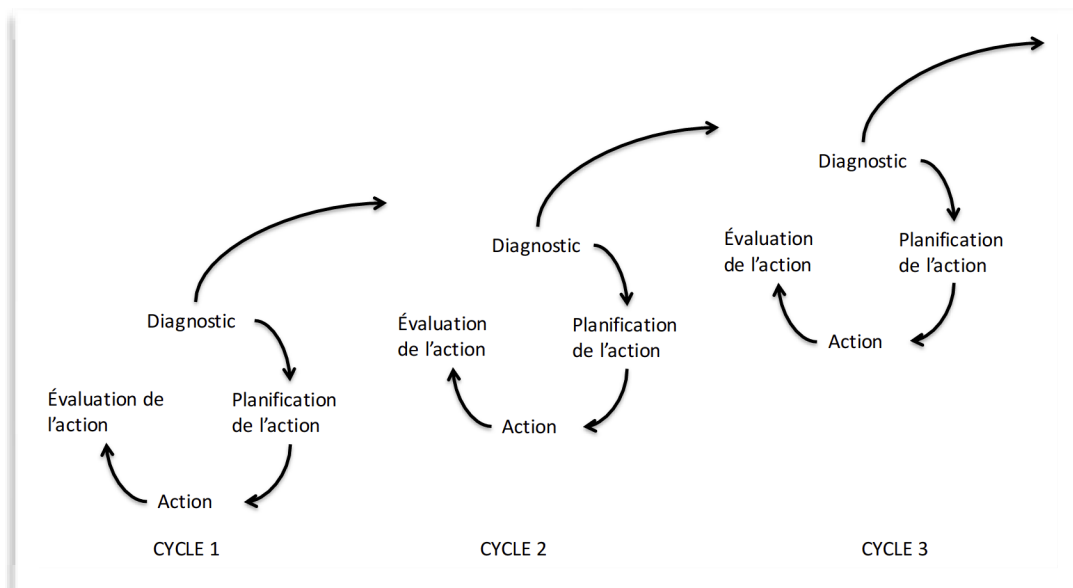 Diagnostic
Évaluation de
l'action
Planification
de l'action
Action
CYCLE 1
Diagnostic
Évaluation
de l'action
Planification
de l'action
Action
CYCLE 2
Diagnostic
Évaluation
de l'action
Planification
de l'action
Action
CYCLE 3